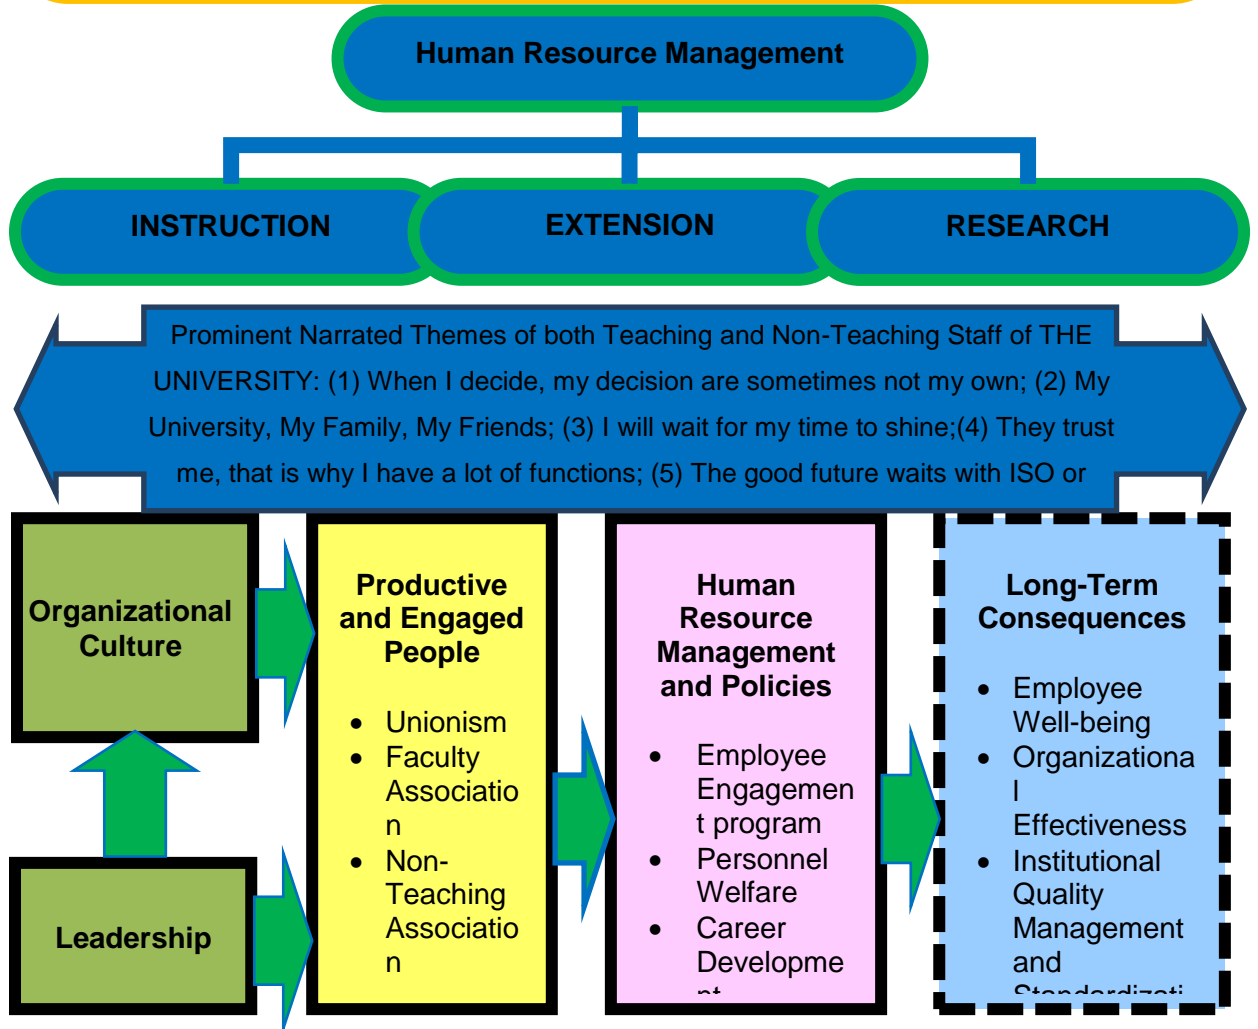 Human Resource Management
INSTRUCTION
EXTENSION
RESEARCH
Prominent Narrated Themes of both Teaching and Non-Teaching Staff of THE
UNIVERSITY: (1) When I decide, my decision are sometimes not my own; (2) My
University, My Family, My Friends; (3) I will wait for my time to shine;(4) They trust
me, that is why I have a lot of functions; (5) The good future waits with ISO or
Organizational
Culture
Leadership
Productive
and Engaged
People
• Unionism
• Faculty
Associatio
n
• Non-
Teaching
Associatio
n
Human
Resource
Management
and Policies
• Employee
Engagemen
t program
• Personnel
Welfare
• Career
Developme
nt
Long-Term
Consequences
• Employee
Well-being
• Organizationa
l
Effectiveness
• Institutional
Quality
Management
and
Standardizati